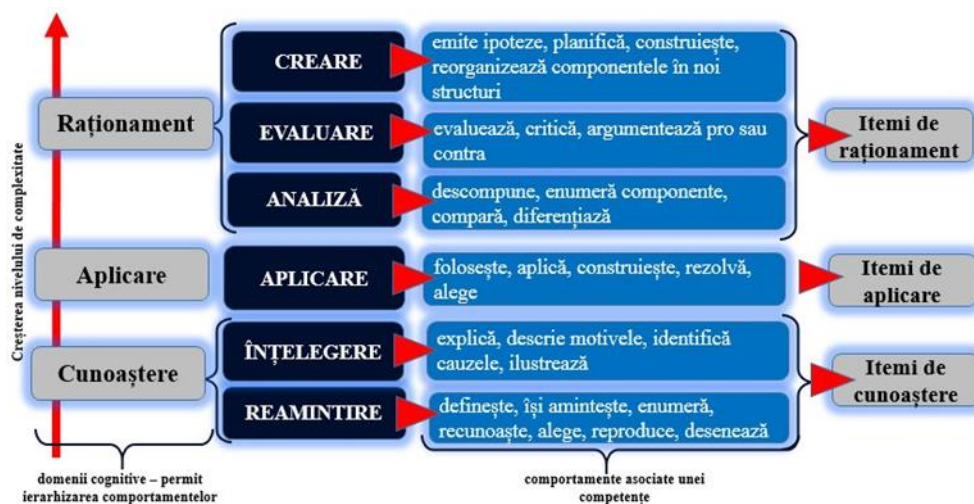 Creșterea nivelului de complexitate
Raționament
CREARE
emite ipoteze, planifică, construiește,
reorganizează componentele în noi
structuri
EVALUARE
evaluează, critică, argumentează pro sau
contra
ANALIZĂ
descompune, enumeră componente,
compară, diferențiază
Itemi de
raționament
Aplicare
APLICARE
folosește, aplică, construiește, rezolvă,
alege
Itemi de
aplicare
Cunoaștere
ÎNȚELEGERE
explică, descrie motivele, identifică
cauzele, ilustrează
REAMINTIRE
definește, își amintește, enumeră,
recunoaște, alege, reproduce, desenează
Itemi de
cunoaștere
domenii cognitive – permit
ierarhizarea comportamentelor
comportamente asociate unei
competențe